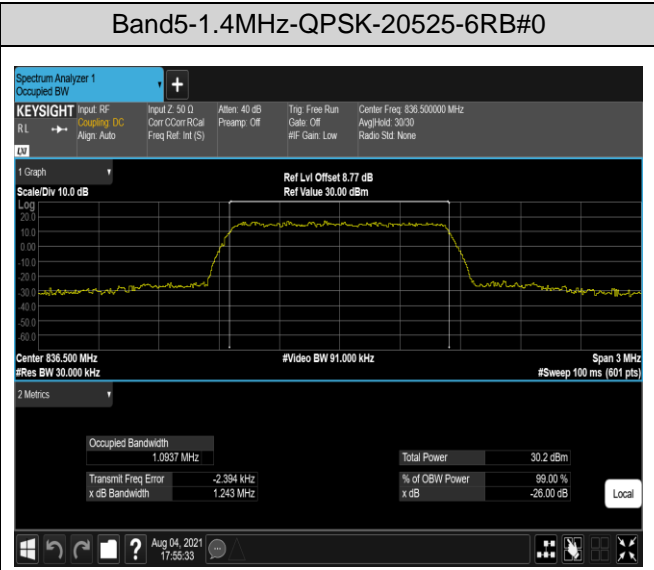 Band5-1.4MHz-QPSK-20525-6RB#0
Spectrum Analyzer 1
Occupied BW
+
KEYSIGHT Input: RF Input Z: 50 Ω Atten: 40 dB Trig: Free Run Center Freq: 836.500000 MHz
RL Coupling: DC Corr CCorr RCal Preamp: Off Gate: Off Avg|Hold: 30/30
Align: Auto Freq Ref: Int (S) #IF Gain: Low Radio Std: None
LXI
1 Graph
Ref Lvl Offset 8.77 dB
Scale/Div 10.0 dB Ref Value 30.00 dBm
Log
20.0
10.0
0.00
-10.0
-20.0
-30.0
-40.0
-50.0
-60.0
Center 836.500 MHz #Video BW 91.000 kHz Span 3 MHz
#Res BW 30.000 kHz #Sweep 100 ms (601 pts)
2 Metrics
Occupied Bandwidth
1.0937 MHz Total Power 30.2 dBm
Transmit Freq Error -2.394 kHz % of OBW Power 99.00 %
x dB Bandwidth 1.243 MHz x dB -26.00 dB
Local
? Aug 04, 2021
17:55:33